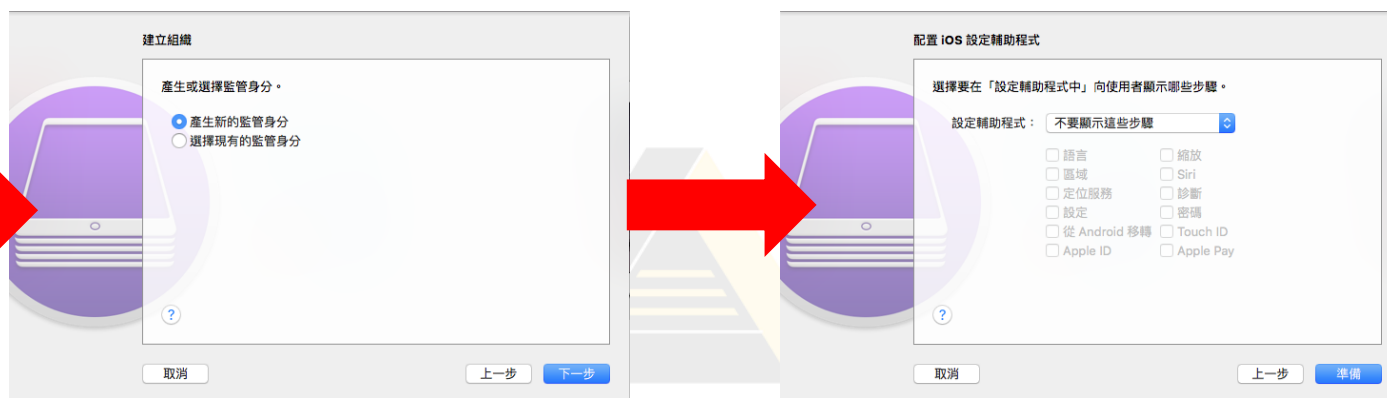 建立組織
產生或選擇監管身分。
產生新的監管身分
選擇現有的監管身分
?
取消
上一步
下一步
配置 iOS 設定輔助程式
選擇要在「設定輔助程式中」向使用者顯示哪些步驟。
設定輔助程式： 不要顯示這些步驟
語言 縮放
區域 Siri
定位服務 診斷
設定 密碼
從 Android 移轉 Touch ID
Apple ID Apple Pay
?
取消
上一步
準備